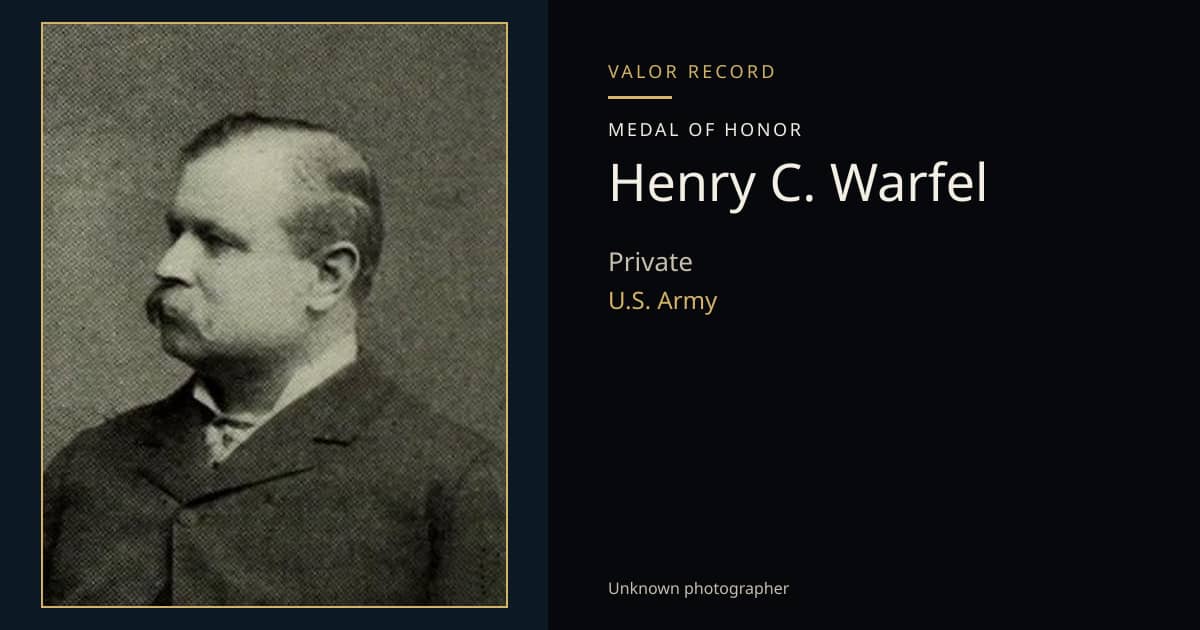 VALOR RECORD
MEDAL OF HONOR
Henry C. Warfel
Private
U.S. Army
Unknown photographer